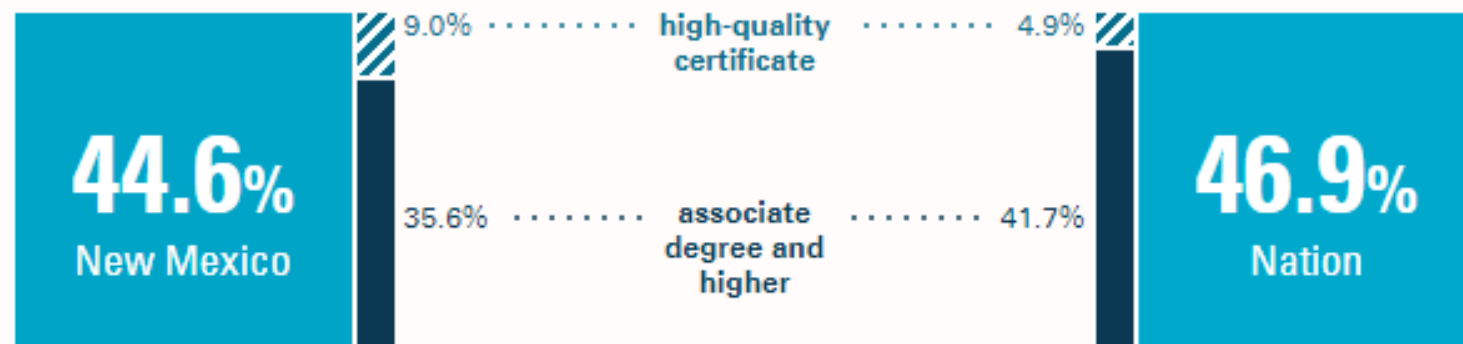 9.0% high-quality certificate 4.9%
44.6%
New Mexico
35.6% associate degree and higher 41.7%
46.9%
Nation